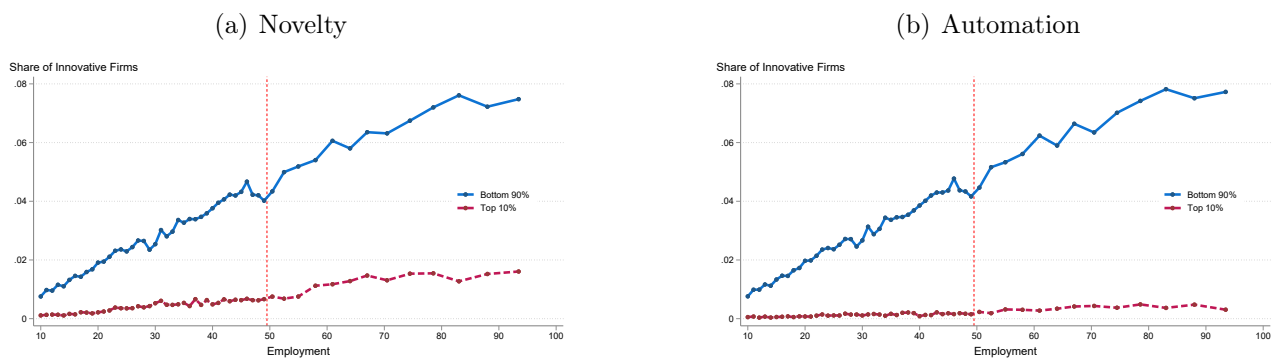 (a) Novelty
Share of Innovative Firms
.08
.06
.04
.02
0
Bottom 90%
Top 10%
10 20 30 40 50 60 70 80 90 100
Employment
(b) Automation
Share of Innovative Firms
.08
.06
.04
.02
0
Bottom 90%
Top 10%
10 20 30 40 50 60 70 80 90 100
Employment